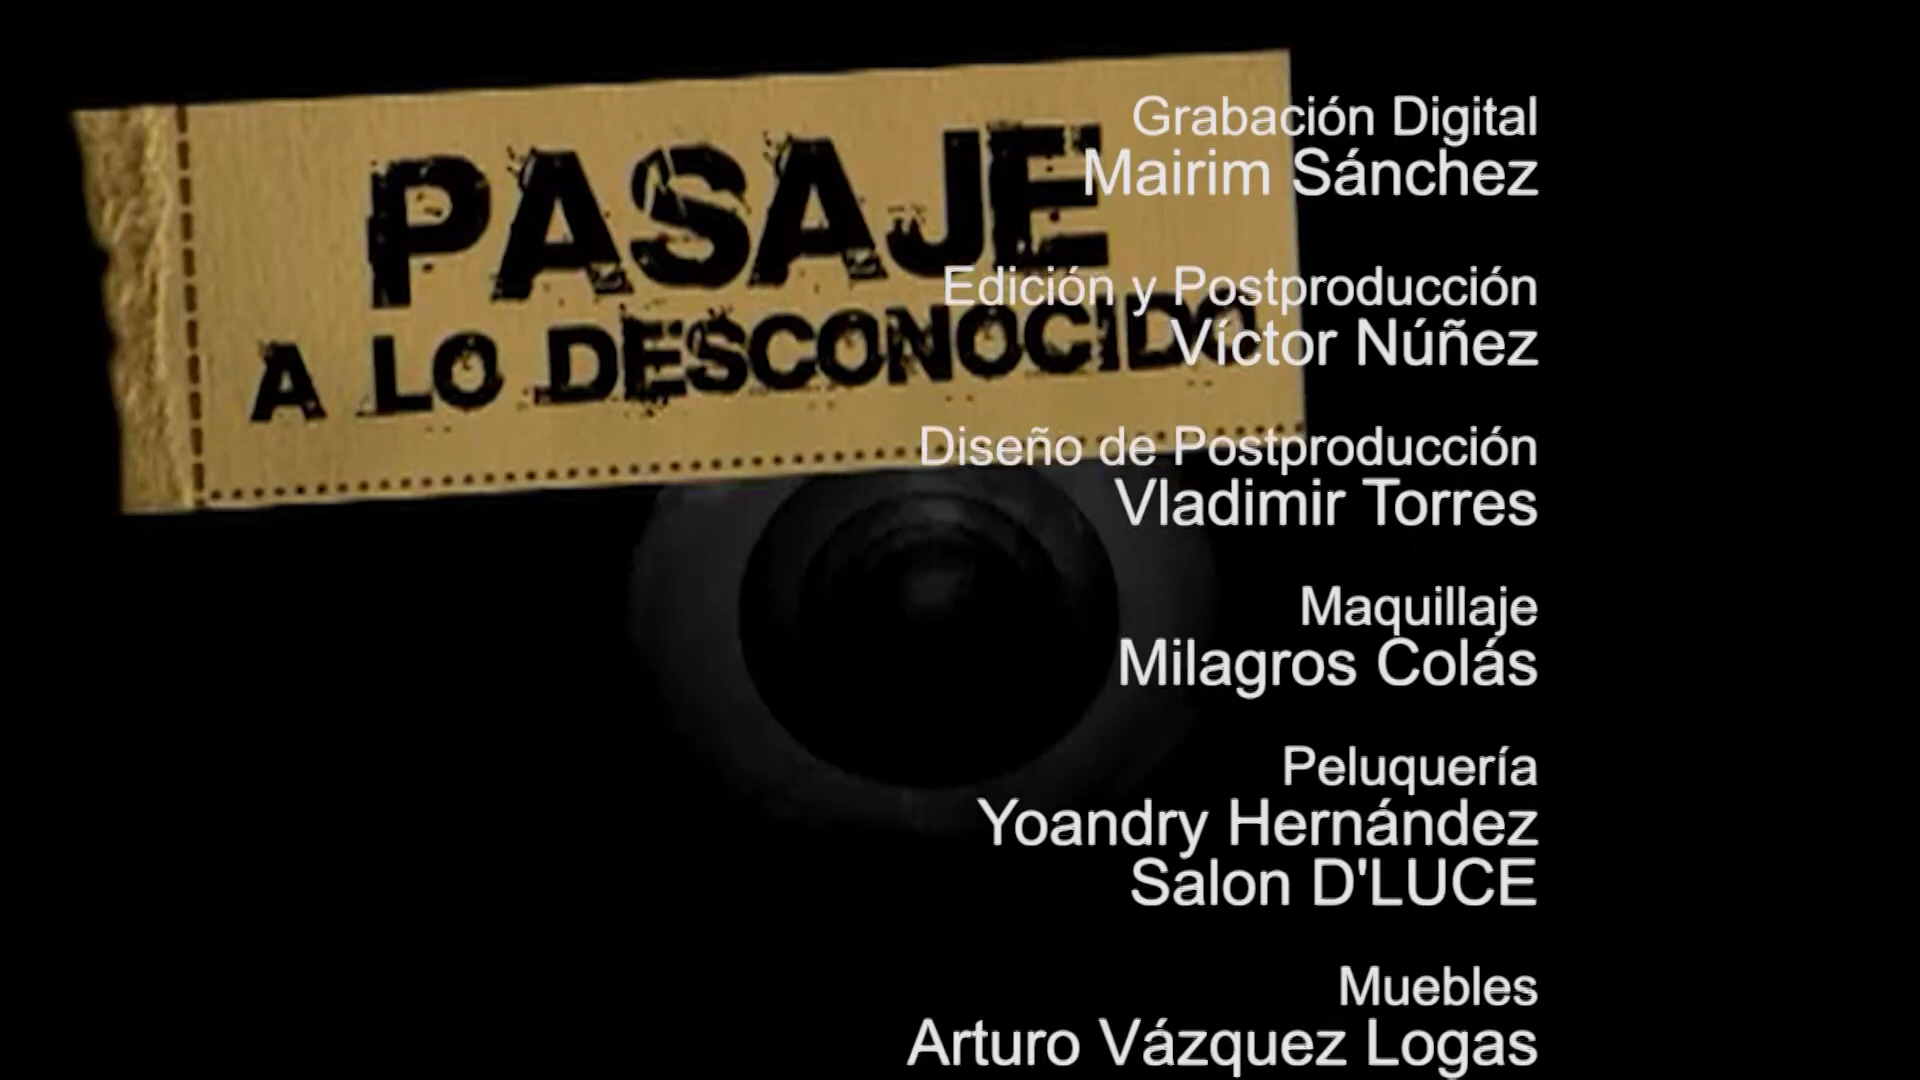 PASAJE
A LO DESCONOCIDO
Grabación Digital
Mairim Sánchez
Edición y Postproducción
Víctor Núñez
Diseño de Postproducción
Vladimir Torres
Maquillaje
Milagros Colás
Peluquería
Yoandry Hernández
Salon D'LUCE
Muebles
Arturo Vázquez Logas